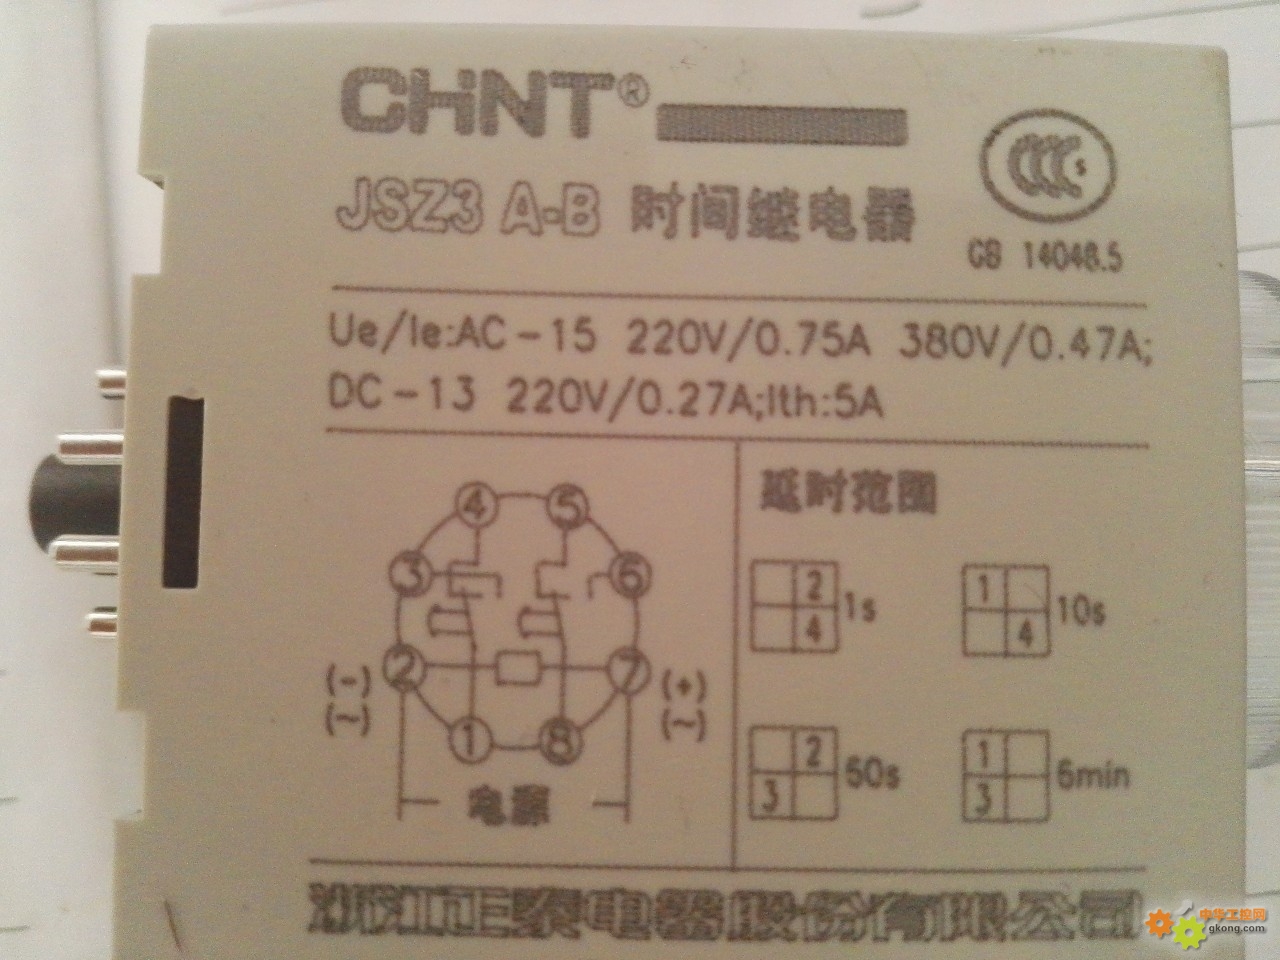 CHNT®
JSZ3 A-B 时间继电器
CCC S
GB 14048.5
Ue/Ie:AC-15 220V/0.75A 380V/0.47A;
DC-13 220V/0.27A;Ith:5A
4 5
3 6
(-) 2 7 (+)
(~) (~)
1 8
电源
延时范围
2
4 1s
1
4 10s
2
3 60s
1
3 6min
浙江正泰电器股份有限公司
中华工控网
gkong.com